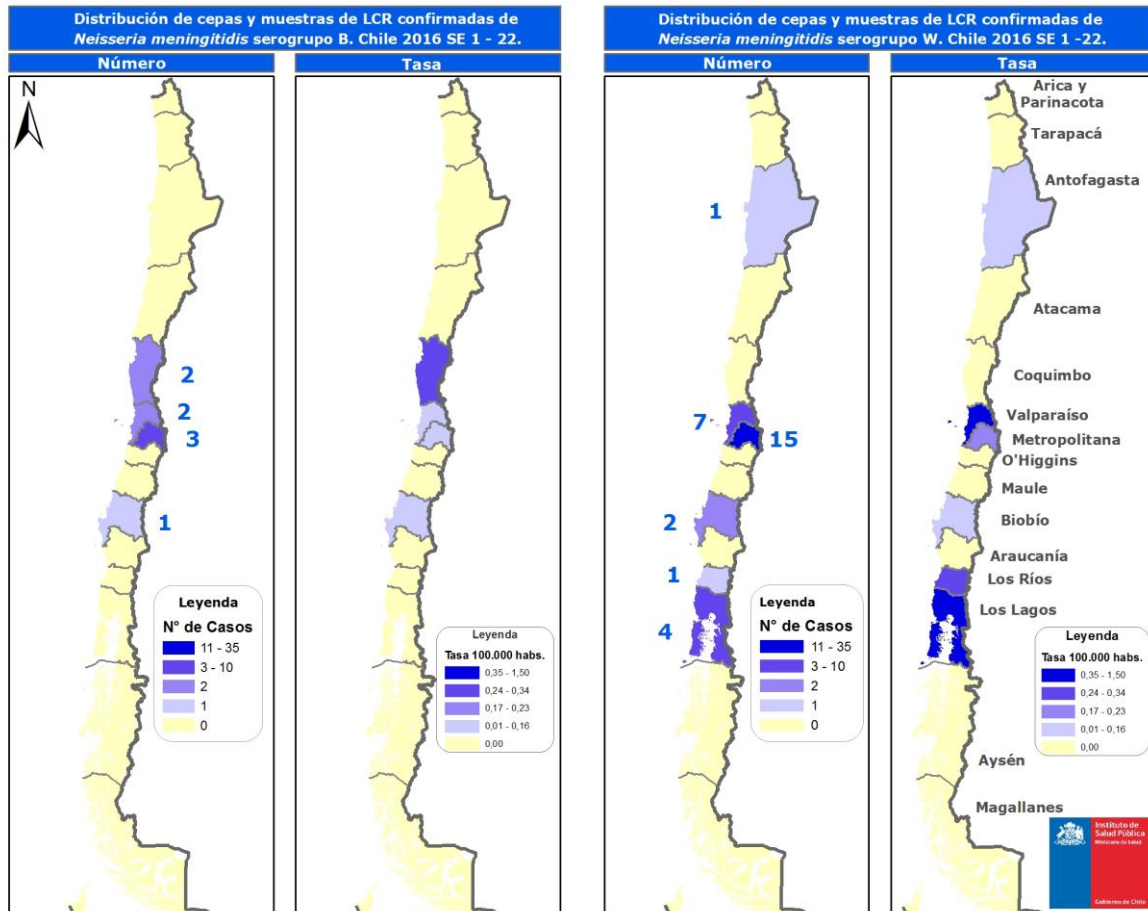 Distribución de cepas y muestras de LCR confirmadas de
Neisseria meningitidis serogrupo B. Chile 2016 SE 1 - 22.
Número
Tasa
N
2
2
3
1
Leyenda
N° de Casos
11 - 35
3 - 10
2
1
0
Leyenda
Tasa 100.000 habs.
0,35 - 1,50
0,24 - 0,34
0,17 - 0,23
0,01 - 0,16
0,00
Distribución de cepas y muestras de LCR confirmadas de
Neisseria meningitidis serogrupo W. Chile 2016 SE 1 -22.
Número
Tasa
1
7
15
2
1
4
Leyenda
N° de Casos
11 - 35
3 - 10
2
1
0
Arica y
Parinacota
Tarapacá
Antofagasta
Atacama
Coquimbo
Valparaíso
Metropolitana
O'Higgins
Maule
Biobío
Araucanía
Los Ríos
Los Lagos
Aysén
Magallanes
Leyenda
Tasa 100.000 habs.
0,35 - 1,50
0,24 - 0,34
0,17 - 0,23
0,01 - 0,16
0,00
Instituto de
Salud Pública
Ministerio de Salud
Gobierno de Chile